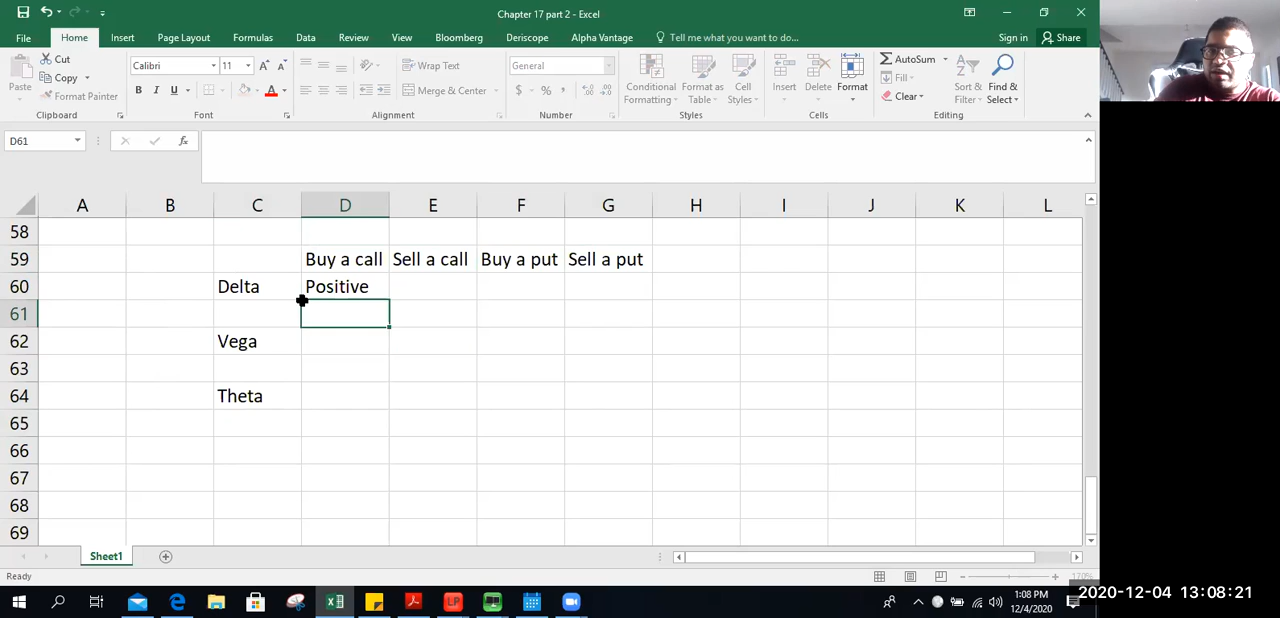 Chapter 17 part 2 - Excel
File Home Insert Page Layout Formulas Data Review View Bloomberg Deriscope Alpha Vantage Tell me what you want to do... Sign in Share
Cut
Copy
Format Painter
Paste
Clipboard
Calibri 11
B I U
Font
Wrap Text
Merge & Center
Alignment
General
$ % ,
Number
Conditional Formatting
Format as Table
Cell Styles
Styles
Insert Delete Format
Cells
AutoSum
Fill
Clear
Sort & Filter
Find & Select
Editing
D61 fx
A B C D E F G H I J K L
58
59 Buy a call Sell a call Buy a put Sell a put
60 Delta Positive
61
62 Vega
63
64 Theta
65
66
67
68
69
Sheet1
Ready 170%
1:08 PM
12/4/2020
2020-12-04 13:08:21